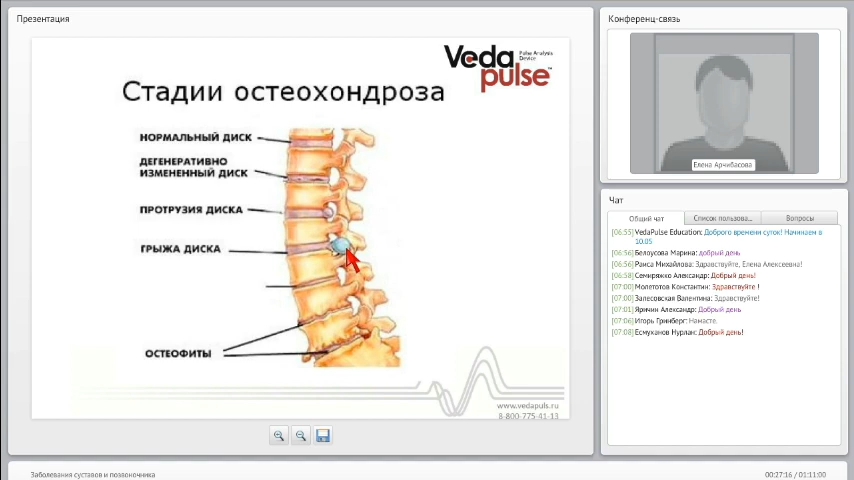 Презентация
Veda
Pulse Analysis
Device
pulse™
Стадии остеохондроза
НОРМАЛЬНЫЙ ДИСК
ДЕГЕНЕРАТИВНО
ИЗМЕНЕННЫЙ ДИСК
ПРОТРУЗИЯ ДИСКА
ГРЫЖА ДИСКА
ОСТЕОФИТЫ
www.vedapuls.ru
8-800-775-41-13
Конференц-связь
Елена Арчибасова
Чат
Общий чат
Список пользова...
Вопросы
[06:55] VedaPulse Education: Доброго времени суток! Начинаем в
10.05
[06:56] Белоусова Марина: добрый день
[06:56] Раиса Михайлова: Здравствуйте, Елена Алексеевна!
[06:58] Семиряжко Александр: Добрый день!
[07:00] Молетотов Константин: Здравствуйте !
[07:00] Залесовская Валентина: Здравствуйте!
[07:01] Яричин Александр: Добрый день
[07:06] Игорь Гринберг: Намасте.
[07:08] Есмуханов Нурлан: Добрый день!
Заболевания суставов и позвоночника
00:27:16 / 01:11:00